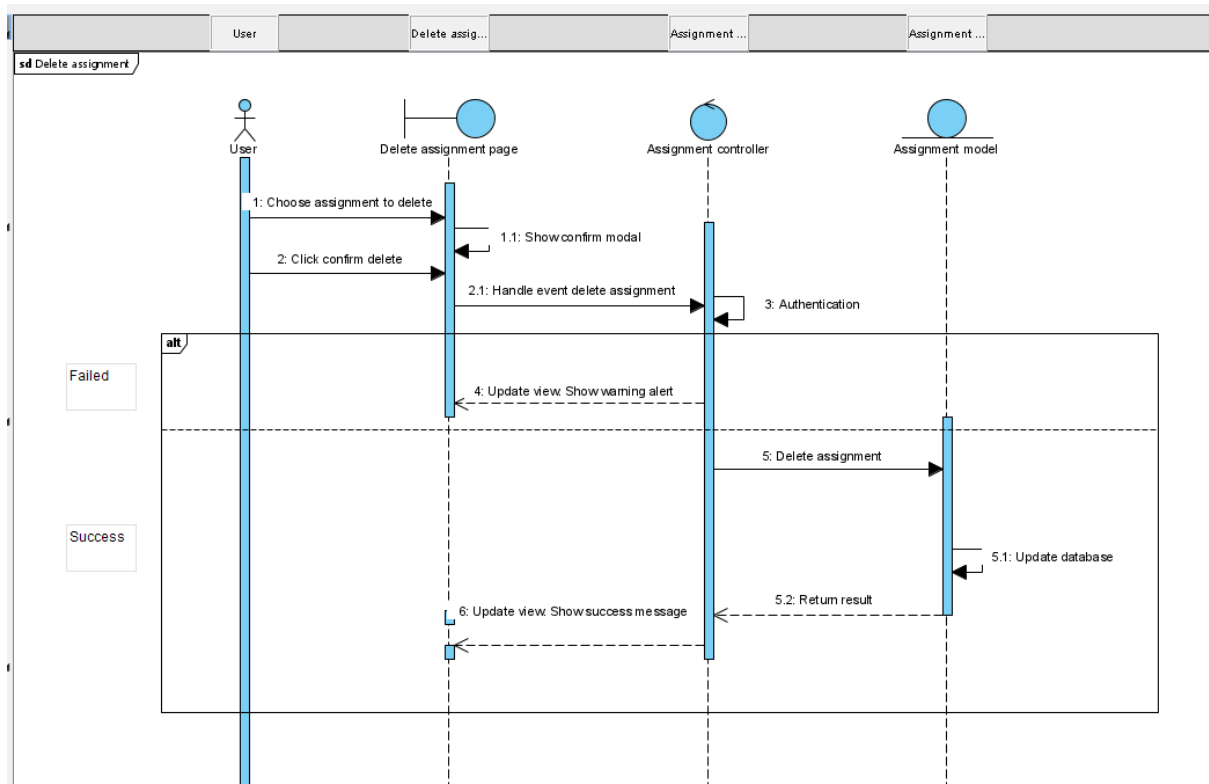 User
Delete assig...
Assignment ...
Assignment ...
sd Delete assignment
User
Delete assignment page
Assignment controller
Assignment model
1: Choose assignment to delete
1.1: Show confirm modal
2: Click confirm delete
2.1: Handle event delete assignment
3: Authentication
alt
Failed
4: Update view. Show warning alert
5: Delete assignment
Success
5.1: Update database
5.2: Return result
6: Update view. Show success message